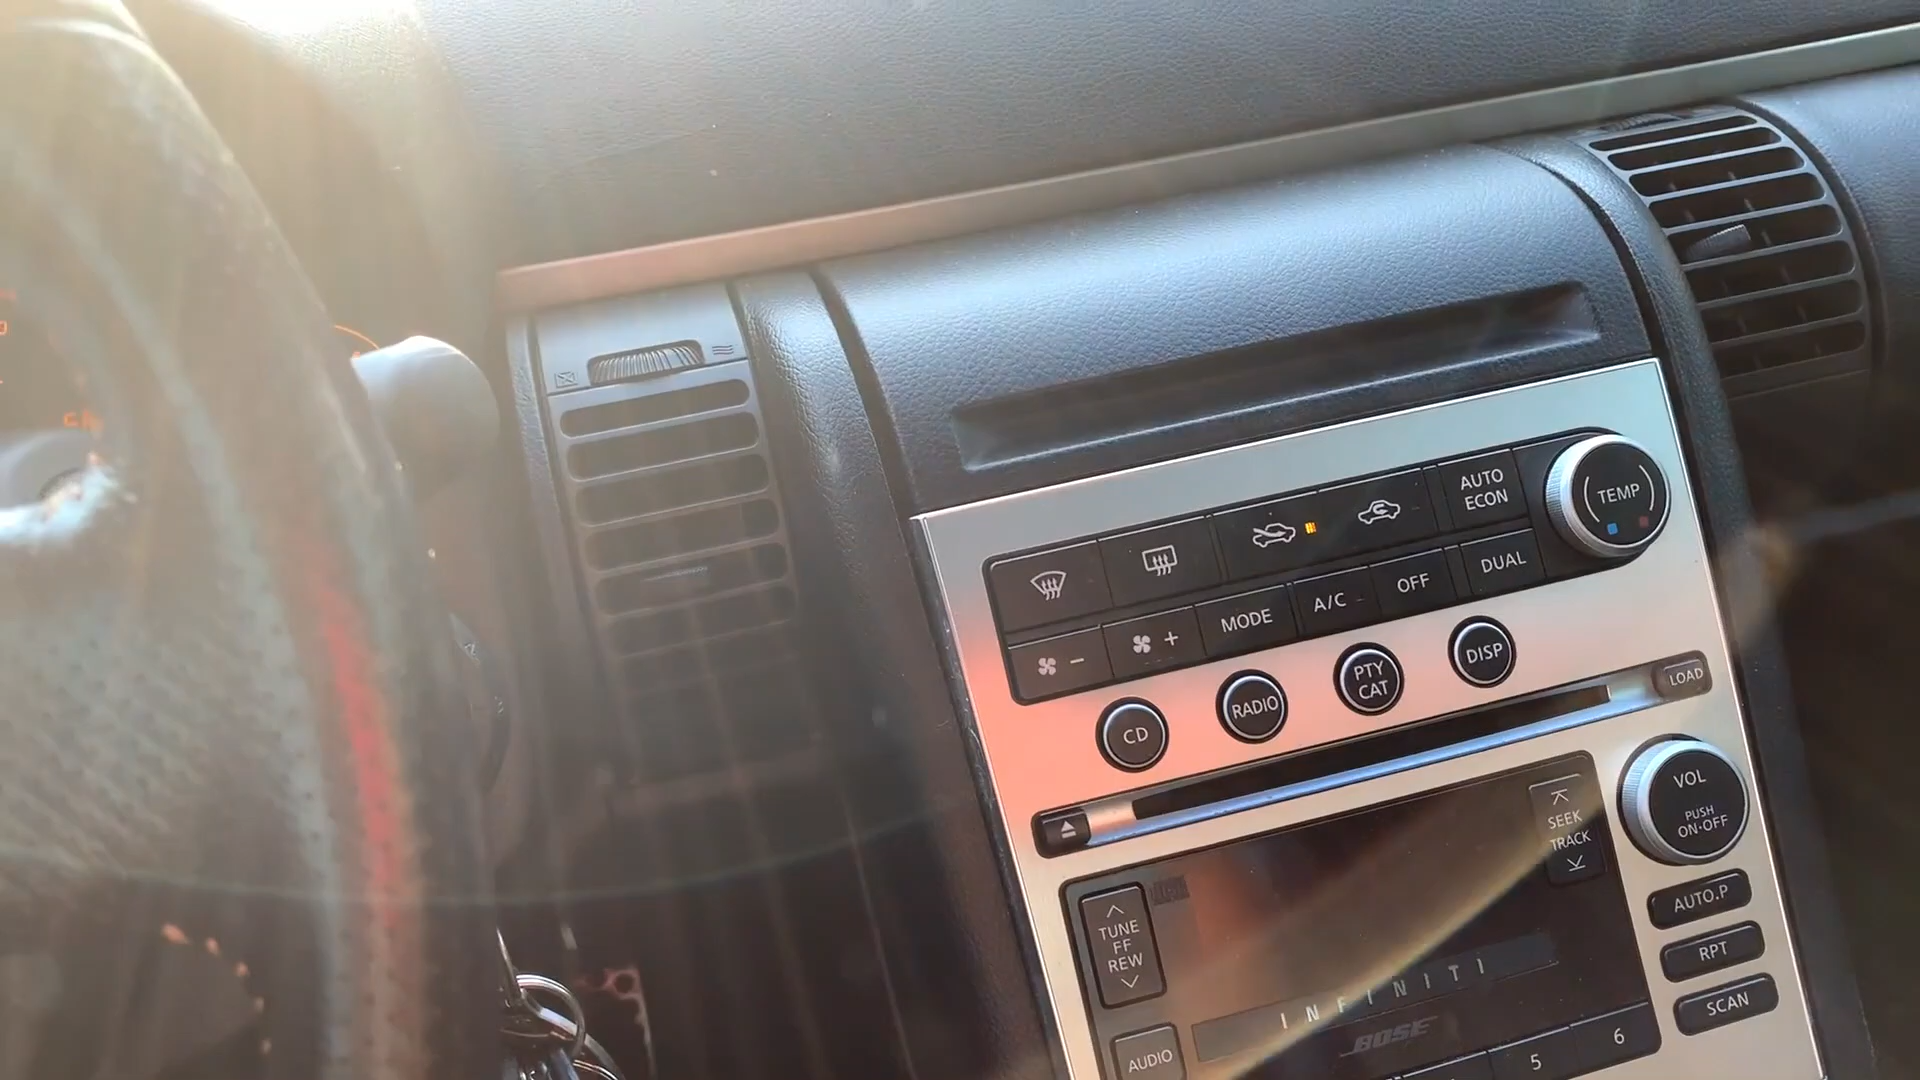 AUTO
ECON
TEMP
MODE
A/C
OFF
DUAL
CD
RADIO
PTY
CAT
DISP
LOAD
VOL
PUSH
ON·OFF
SEEK
TRACK
TUNE
FF
REW
AUTO.P
RPT
SCAN
INFINITI
BOSE
AUDIO
5
6